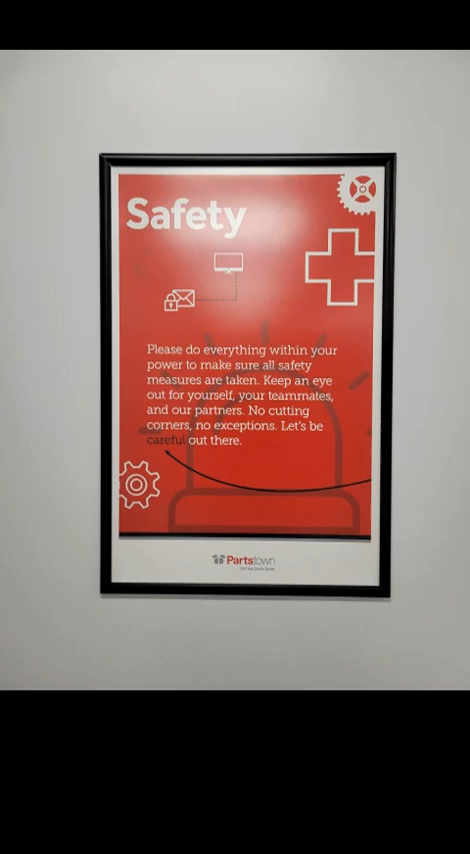 Safety
Please do everything within your
power to make sure all safety
measures are taken. Keep an eye
out for yourself, your teammates,
and our partners. No cutting
corners, no exceptions. Let's be
careful out there.
Partstown